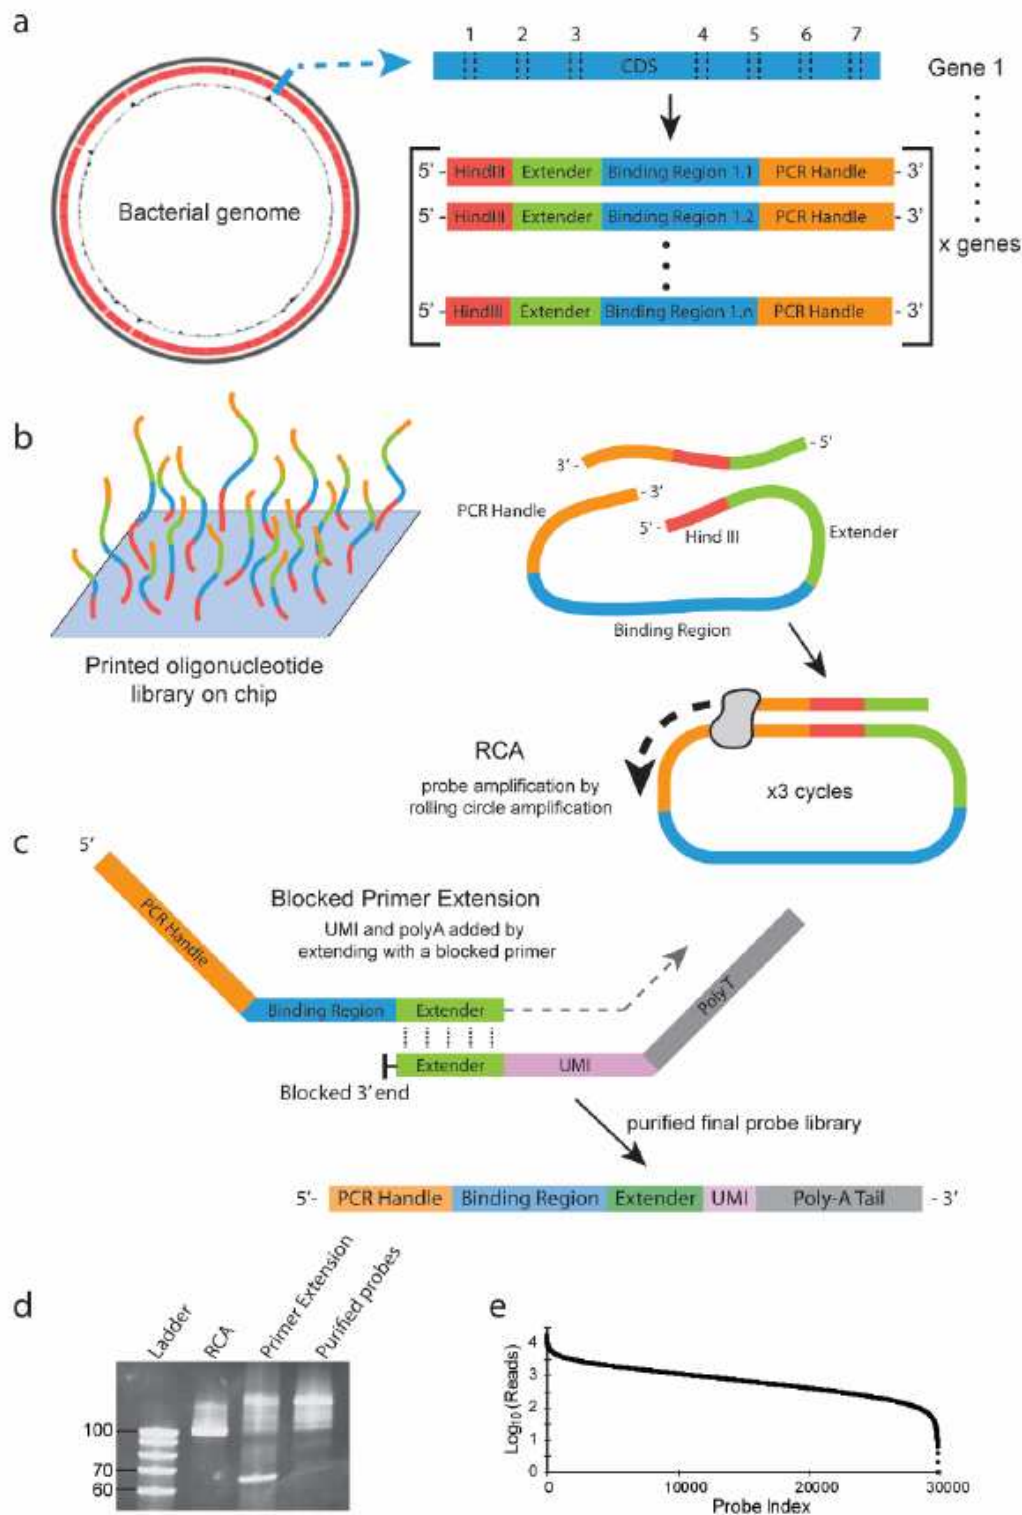 a
1 2 3 4 5 6 7
CDS
Gene 1
Bacterial genome
5' - HindIII Extender Binding Region 1.1 PCR Handle - 3'
5' - HindIII Extender Binding Region 1.2 PCR Handle - 3'
x genes
5' - HindIII Extender Binding Region 1.n PCR Handle - 3'
b
Printed oligonucleotide
library on chip
3' - - 5'
PCR Handle - 3'
5' - Hind III
Extender
Binding Region
RCA
probe amplification by
rolling circle amplification
x3 cycles
c
5'
PCR Handle
Blocked Primer Extension
UMI and polyA added by
extending with a blocked primer
Binding Region Extender
Poly T
Extender UMI
Blocked 3' end
purified final probe library
5'- PCR Handle Binding Region Extender UMI Poly-A Tail - 3'
d
Ladder
RCA
Primer Extension
Purified probes
100
70
60
e
Log10 (Reads)
4
3
2
1
0
0 10000 20000 30000
Probe Index